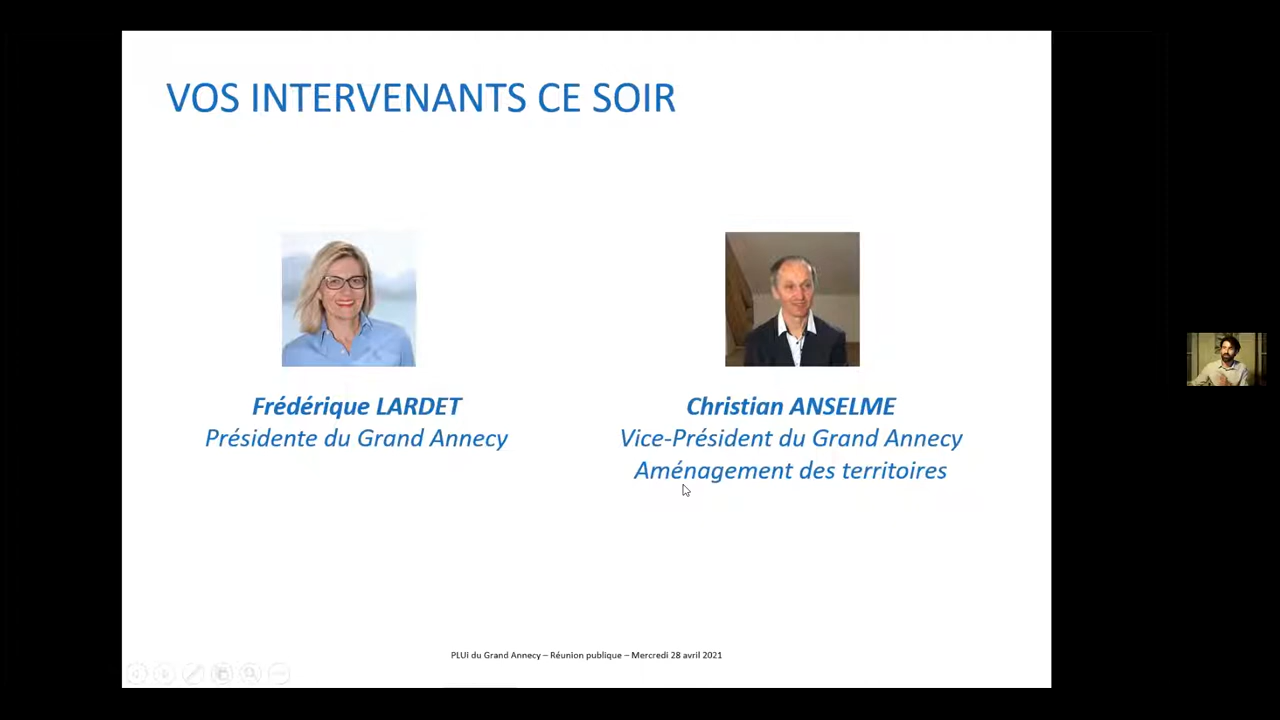 VOS INTERVENANTS CE SOIR
Frédérique LARDET
Présidente du Grand Annecy
Christian ANSELME
Vice-Président du Grand Annecy
Aménagement des territoires
PLUi du Grand Annecy – Réunion publique – Mercredi 28 avril 2021